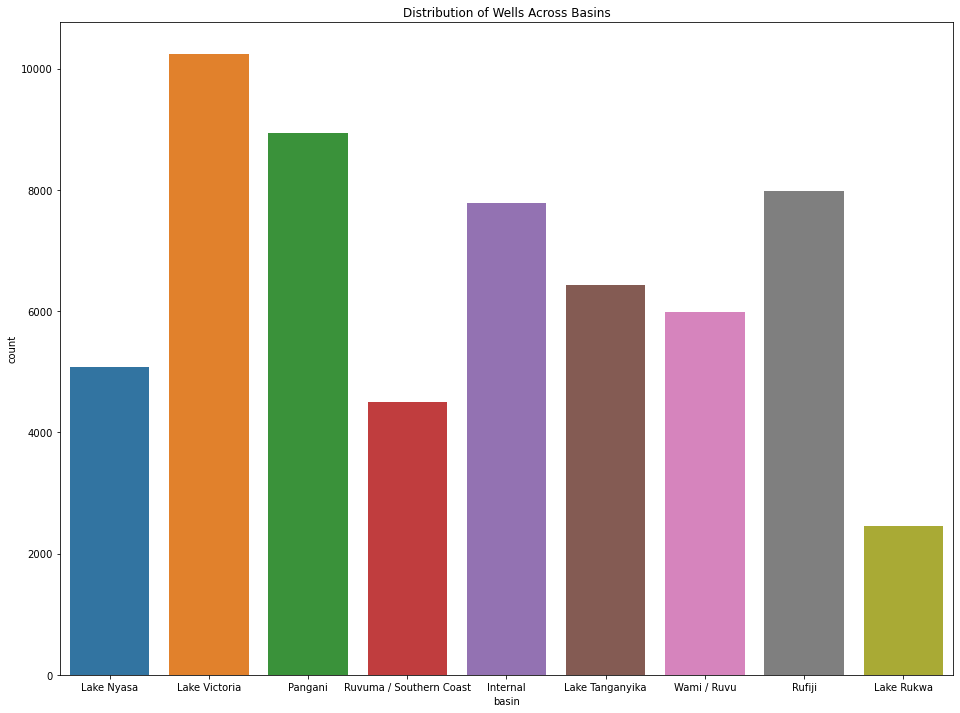 Distribution of Wells Across Basins
10000
8000
6000
4000
2000
0
count
Lake Nyasa Lake Victoria Pangani Ruvuma / Southern Coast Internal Lake Tanganyika Wami / Ruvu Rufiji Lake Rukwa
basin